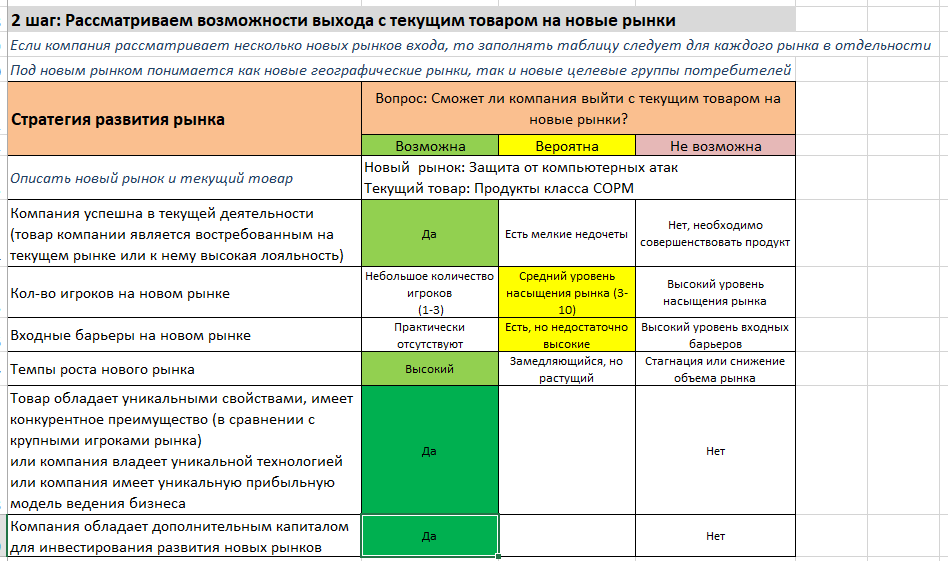 2 шаг: Рассматриваем возможности выхода с текущим товаром на новые рынки
Если компания рассматривает несколько новых рынков входа, то заполнять таблицу следует для каждого рынка в отдельности
Под новым рынком понимается как новые географические рынки, так и новые целевые группы потребителей
Стратегия развития рынка
Вопрос: Сможет ли компания выйти с текущим товаром на
новые рынки?
Возможна
Вероятна
Не возможна
Описать новый рынок и текущий товар
Новый рынок: Защита от компьютерных атак
Текущий товар: Продукты класса СОРМ
Компания успешна в текущей деятельности
(товар компании является востребованным на
текущем рынке или к нему высокая лояльность)
Да
Есть мелкие недочеты
Нет, необходимо
совершенствовать продукт
Кол-во игроков на новом рынке
Небольшое количество
игроков
(1-3)
Средний уровень
насыщения рынка (3-
10)
Высокий уровень
насыщения рынка
Входные барьеры на новом рынке
Практически
отсутствуют
Есть, но недостаточно
высокие
Высокий уровень входных
барьеров
Темпы роста нового рынка
Высокий
Замедляющийся, но
растущий
Стагнация или снижение
объема рынка
Товар обладает уникальными свойствами, имеет
конкурентное преимущество (в сравнении с
крупными игроками рынка)
или компания владеет уникальной технологией
или компания имеет уникальную прибыльную
модель ведения бизнеса
Да
Нет
Компания обладает дополнительным капиталом
для инвестирования развития новых рынков
Да
Нет